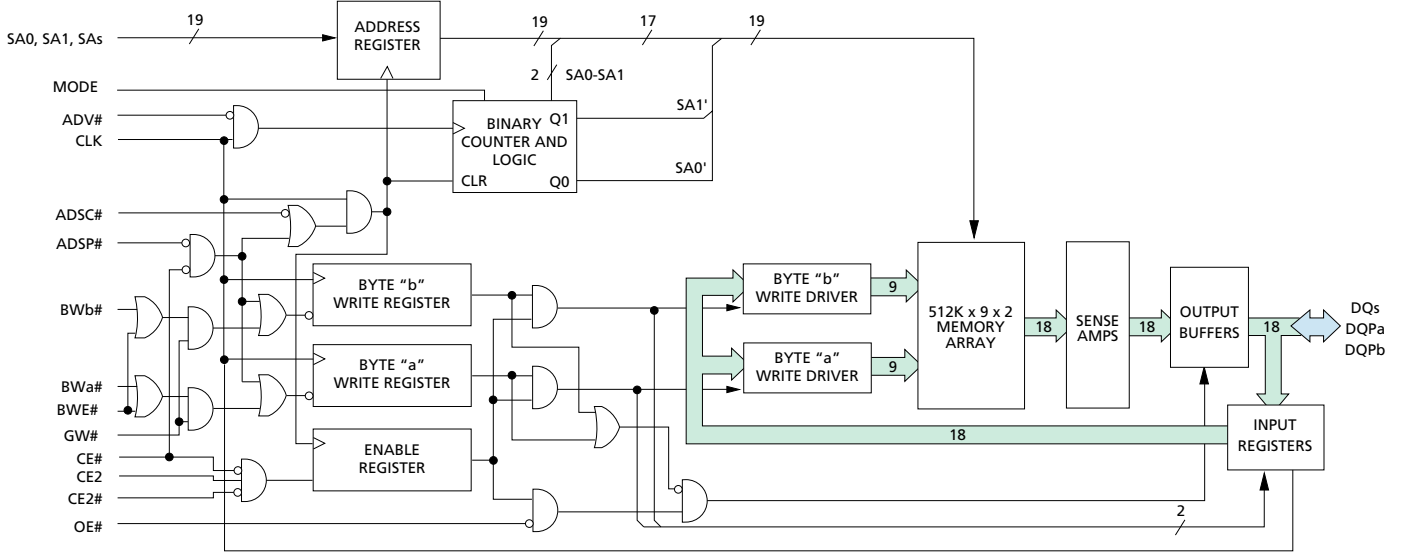 19
SA0, SA1, SAs
ADDRESS
REGISTER
19
17
19
2
SA0-SA1
MODE
ADV#
CLK
BINARY
COUNTER AND
LOGIC
Q1
CLR
Q0
SA1'
SA0'
ADSC#
ADSP#
BYTE “b”
WRITE REGISTER
BYTE “b”
WRITE DRIVER
9
BWb#
512K x 9 x 2
MEMORY
ARRAY
18
SENSE
AMPS
18
OUTPUT
BUFFERS
18
DQs
DQPa
DQPb
BYTE “a”
WRITE REGISTER
BYTE “a”
WRITE DRIVER
9
BWa#
BWE#
GW#
CE#
CE2
CE2#
ENABLE
REGISTER
18
INPUT
REGISTERS
2
OE#